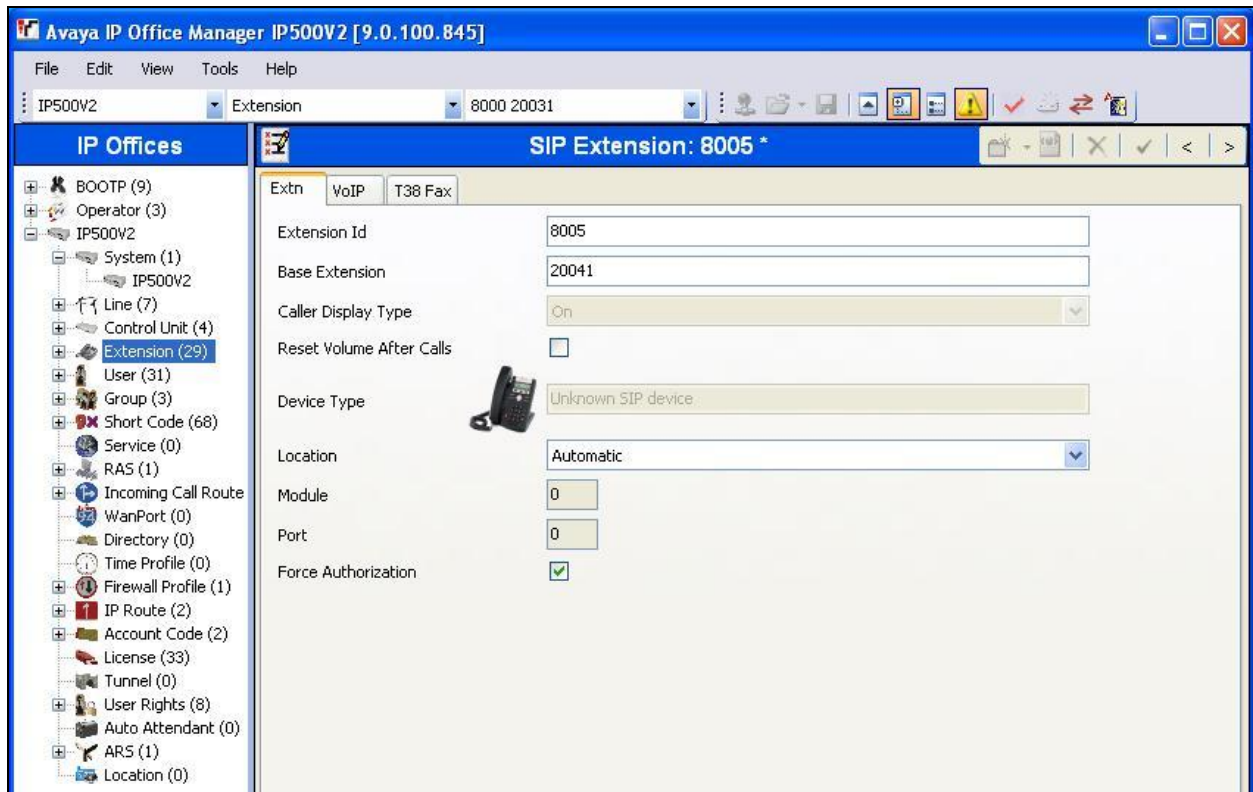 Avaya IP Office Manager IP500V2 [9.0.100.845]
File Edit View Tools Help
IP500V2 Extension 8000 20031
IP Offices
SIP Extension: 8005 *
BOOTP (9)
Operator (3)
IP500V2
System (1)
IP500V2
Line (7)
Control Unit (4)
Extension (29)
User (31)
Group (3)
Short Code (68)
Service (0)
RAS (1)
Incoming Call Route
WanPort (0)
Directory (0)
Time Profile (0)
Firewall Profile (1)
IP Route (2)
Account Code (2)
License (33)
Tunnel (0)
User Rights (8)
Auto Attendant (0)
ARS (1)
Location (0)
Extn VoIP T38 Fax
Extension Id 8005
Base Extension 20041
Caller Display Type On
Reset Volume After Calls
Device Type Unknown SIP device
Location Automatic
Module 0
Port 0
Force Authorization